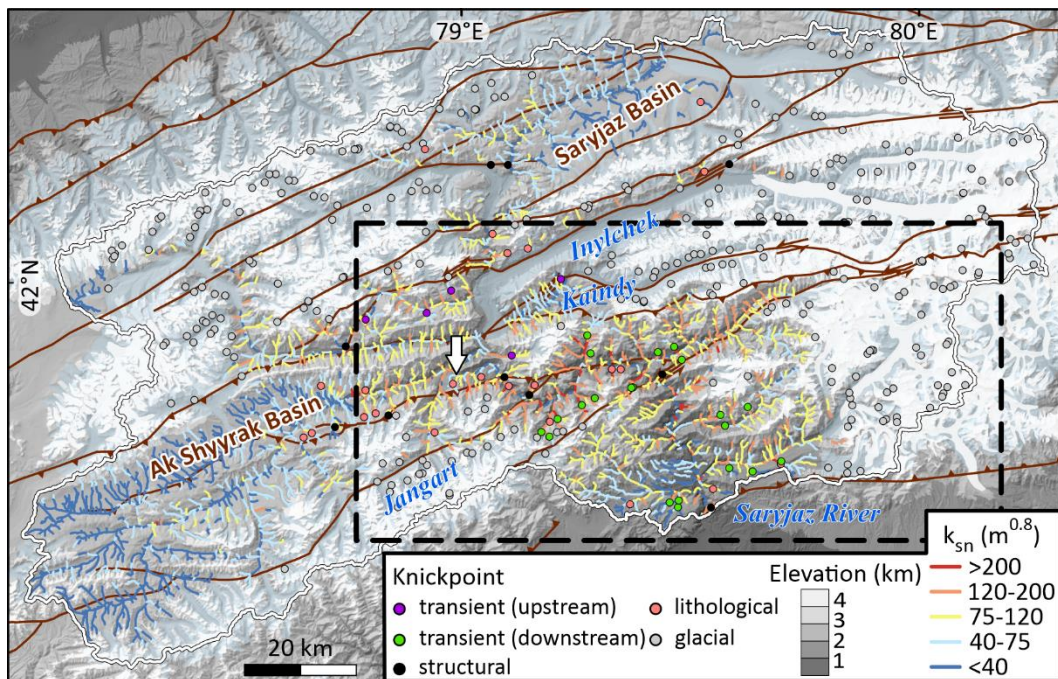 79°E
80°E
42°N
Saryjaz Basin
Inylchek
Kaindy
Ak Shyyrak Basin
Jangart
Saryjaz River
Knickpoint
transient (upstream)
transient (downstream)
structural
lithological
glacial
20 km
Elevation (km)
4
3
2
1
k_sn (m^0.8)
>200
120-200
75-120
40-75
<40